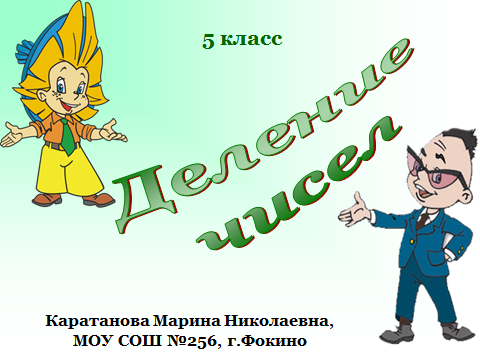 5 класс
Деление
чисел
Каратанова Марина Николаевна,
МОУ СОШ №256, г.Фокино